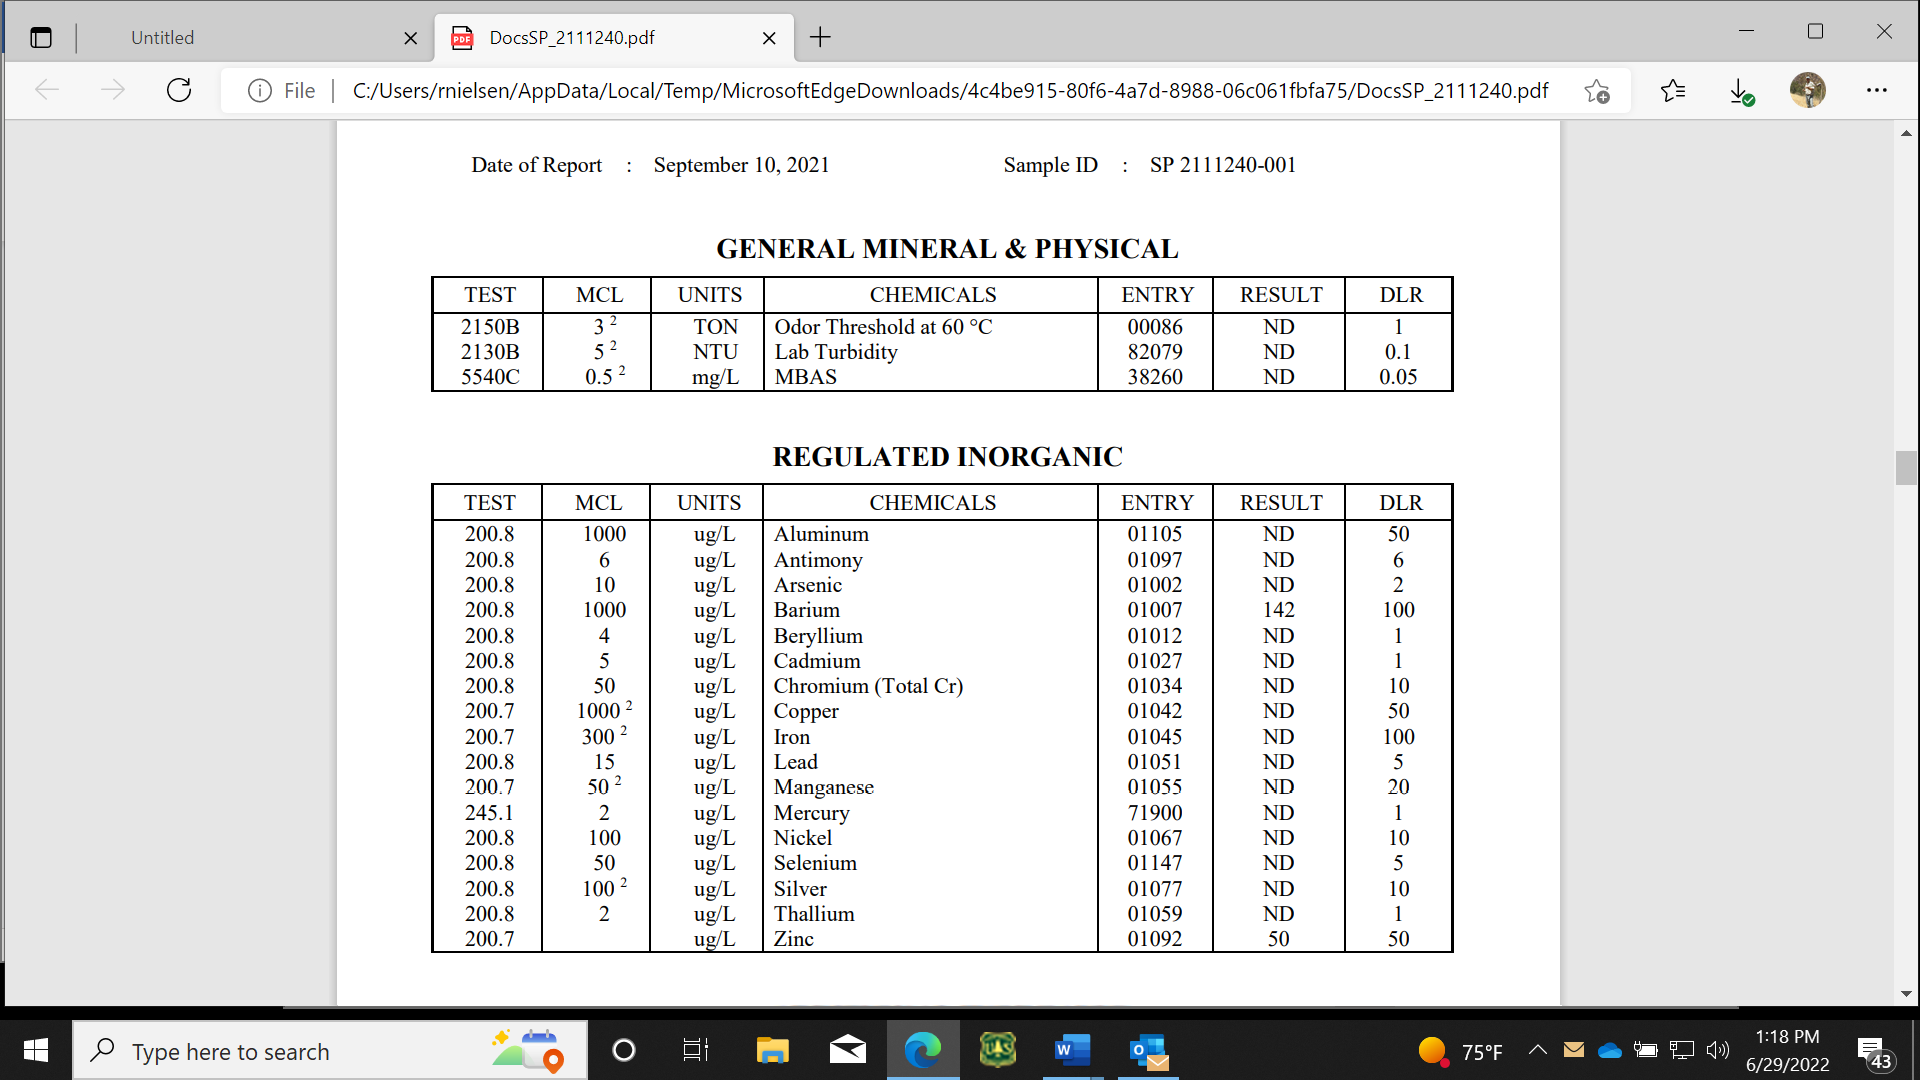 Untitled
PDF DocsSP_2111240.pdf
File C:/Users/rnielsen/AppData/Local/Temp/MicrosoftEdgeDownloads/4c4be915-80f6-4a7d-8988-06c061fbfa75/DocsSP_2111240.pdf
Date of Report : September 10, 2021 Sample ID : SP 2111240-001
GENERAL MINERAL & PHYSICAL
TEST MCL UNITS CHEMICALS ENTRY RESULT DLR
2150B 3 ² TON Odor Threshold at 60 °C 00086 ND 1
2130B 5 ² NTU Lab Turbidity 82079 ND 0.1
5540C 0.5 ² mg/L MBAS 38260 ND 0.05
REGULATED INORGANIC
TEST MCL UNITS CHEMICALS ENTRY RESULT DLR
200.8 1000 ug/L Aluminum 01105 ND 50
200.8 6 ug/L Antimony 01097 ND 6
200.8 10 ug/L Arsenic 01002 ND 2
200.8 1000 ug/L Barium 01007 142 100
200.8 4 ug/L Beryllium 01012 ND 1
200.8 5 ug/L Cadmium 01027 ND 1
200.8 50 ug/L Chromium (Total Cr) 01034 ND 10
200.7 1000 ² ug/L Copper 01042 ND 50
200.7 300 ² ug/L Iron 01045 ND 100
200.8 15 ug/L Lead 01051 ND 5
200.7 50 ² ug/L Manganese 01055 ND 20
245.1 2 ug/L Mercury 71900 ND 1
200.8 100 ug/L Nickel 01067 ND 10
200.8 50 ug/L Selenium 01147 ND 5
200.8 100 ² ug/L Silver 01077 ND 10
200.8 2 ug/L Thallium 01059 ND 1
200.7 ug/L Zinc 01092 50 50
Type here to search
75°F
1:18 PM
6/29/2022
43